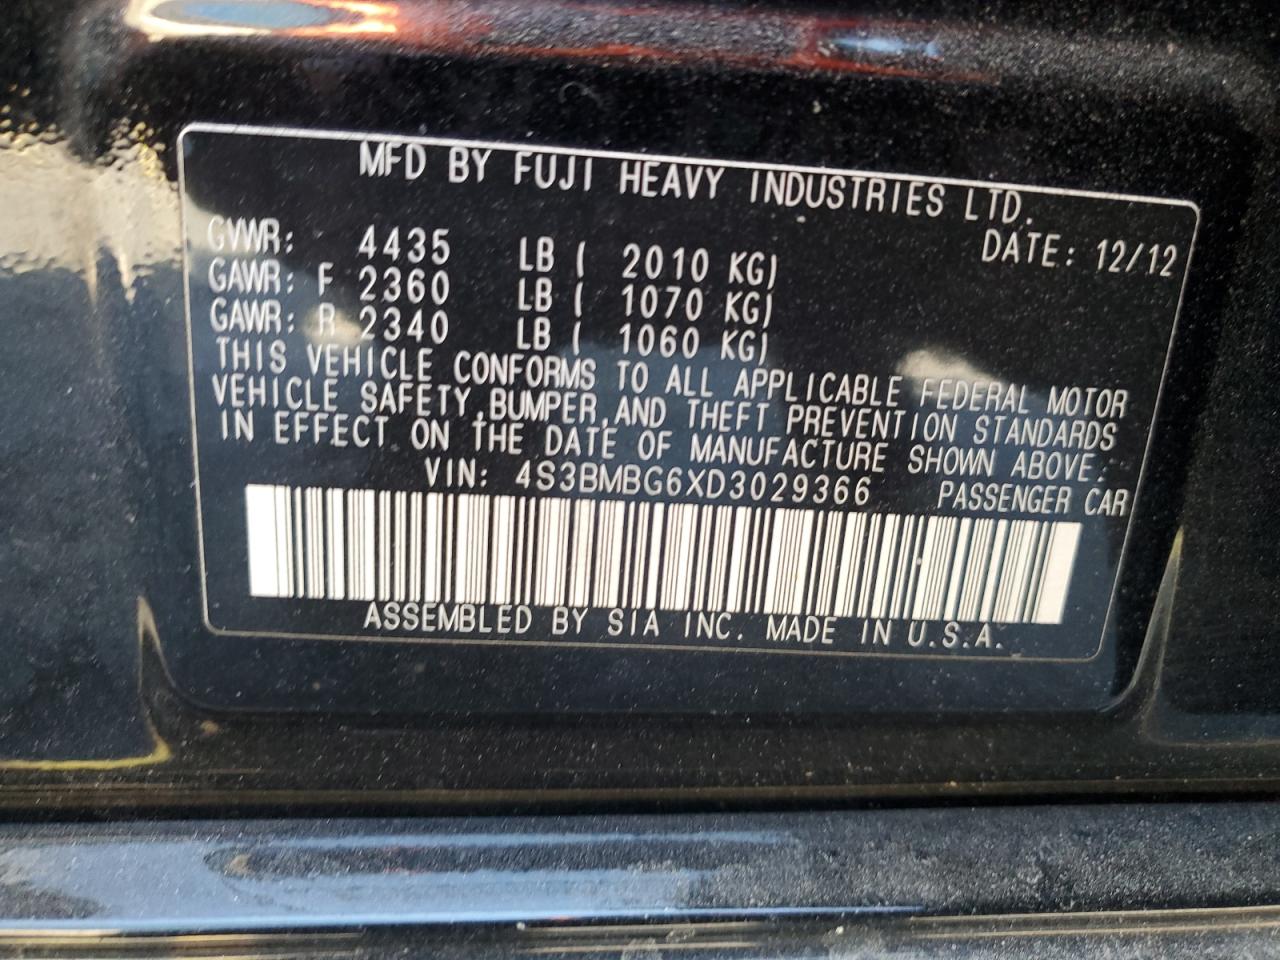 MFD BY FUJI HEAVY INDUSTRIES LTD.
DATE: 12/12
GVWR: 4435 LB ( 2010 KG)
GAWR: F 2360 LB ( 1070 KG)
GAWR: R 2340 LB ( 1060 KG)
THIS VEHICLE CONFORMS TO ALL APPLICABLE FEDERAL MOTOR
VEHICLE SAFETY,BUMPER,AND THEFT PREVENTION STANDARDS
IN EFFECT ON THE DATE OF MANUFACTURE SHOWN ABOVE.
VIN: 4S3BMBG6XD3029366 PASSENGER CAR
ASSEMBLED BY SIA INC. MADE IN U.S.A.